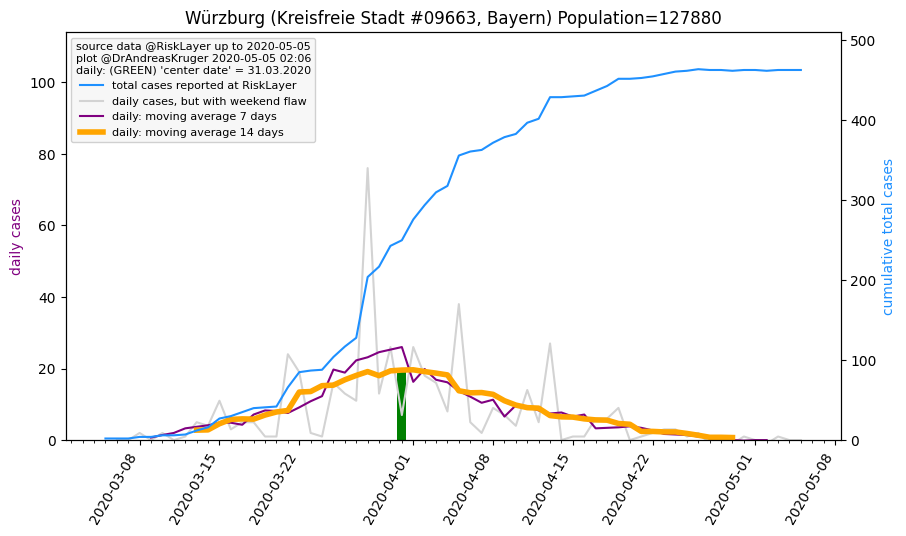 Würzburg (Kreisfreie Stadt #09663, Bayern) Population=127880
source data @RiskLayer up to 2020-05-05
plot @DrAndreasKruger 2020-05-05 02:06
daily: (GREEN) 'center date' = 31.03.2020
total cases reported at RiskLayer
daily cases, but with weekend flaw
daily: moving average 7 days
daily: moving average 14 days
daily cases
0
20
40
60
80
100
cumulative total cases
0
100
200
300
400
500
2020-03-08
2020-03-15
2020-03-22
2020-04-01
2020-04-08
2020-04-15
2020-04-22
2020-05-01
2020-05-08